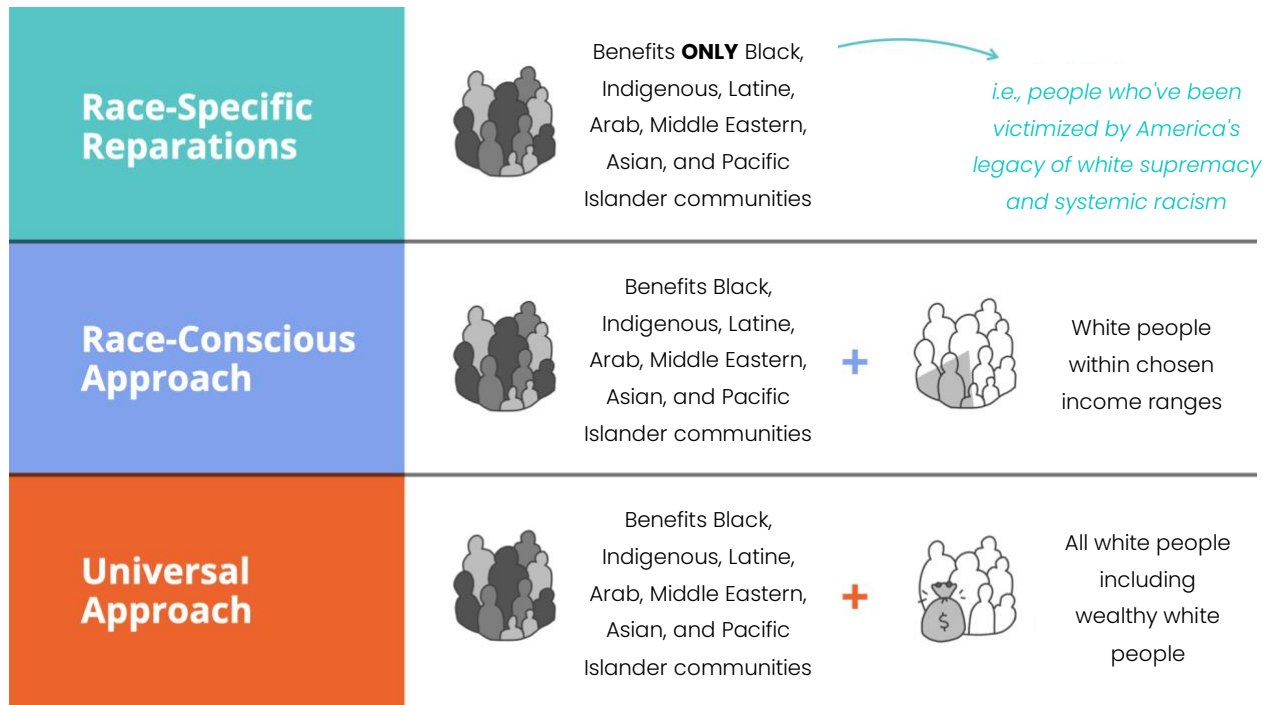 Race-Specific
Reparations
Benefits ONLY Black,
Indigenous, Latine,
Arab, Middle Eastern,
Asian, and Pacific
Islander communities
i.e., people who've been
victimized by America's
legacy of white supremacy
and systemic racism
Race-Conscious
Approach
Benefits Black,
Indigenous, Latine,
Arab, Middle Eastern,
Asian, and Pacific
Islander communities
+
White people
within chosen
income ranges
Universal
Approach
Benefits Black,
Indigenous, Latine,
Arab, Middle Eastern,
Asian, and Pacific
Islander communities
+
$
All white people
including
wealthy white
people